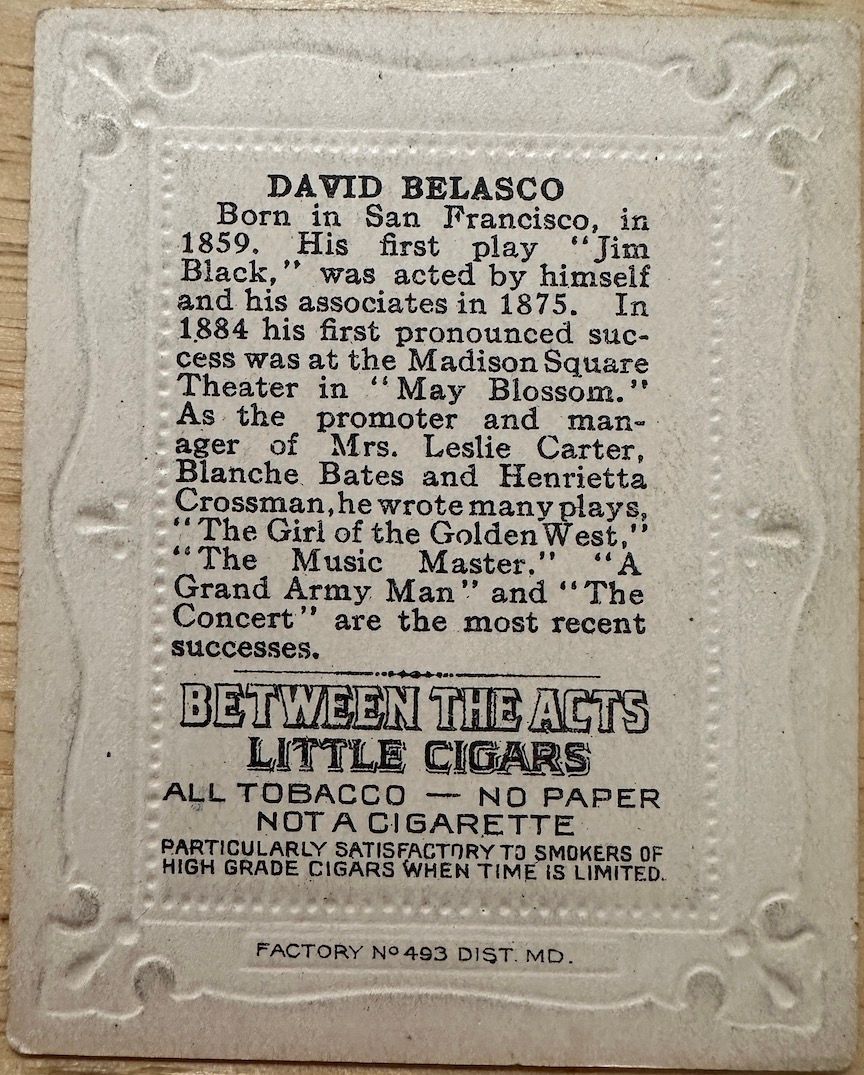 DAVID BELASCO
Born in San Francisco, in
1859. His first play "Jim
Black," was acted by himself
and his associates in 1875. In
1884 his first pronounced suc-
cess was at the Madison Square
Theater in "May Blossom."
As the promoter and man-
ager of Mrs. Leslie Carter,
Blanche Bates and Henrietta
Crossman, he wrote many plays,
"The Girl of the Golden West,"
"The Music Master." "A
Grand Army Man" and "The
Concert" are the most recent
successes.
BETWEEN THE ACTS
LITTLE CIGARS
ALL TOBACCO — NO PAPER
NOT A CIGARETTE
PARTICULARLY SATISFACTORY TO SMOKERS OF
HIGH GRADE CIGARS WHEN TIME IS LIMITED.
FACTORY No 493 DIST. MD.